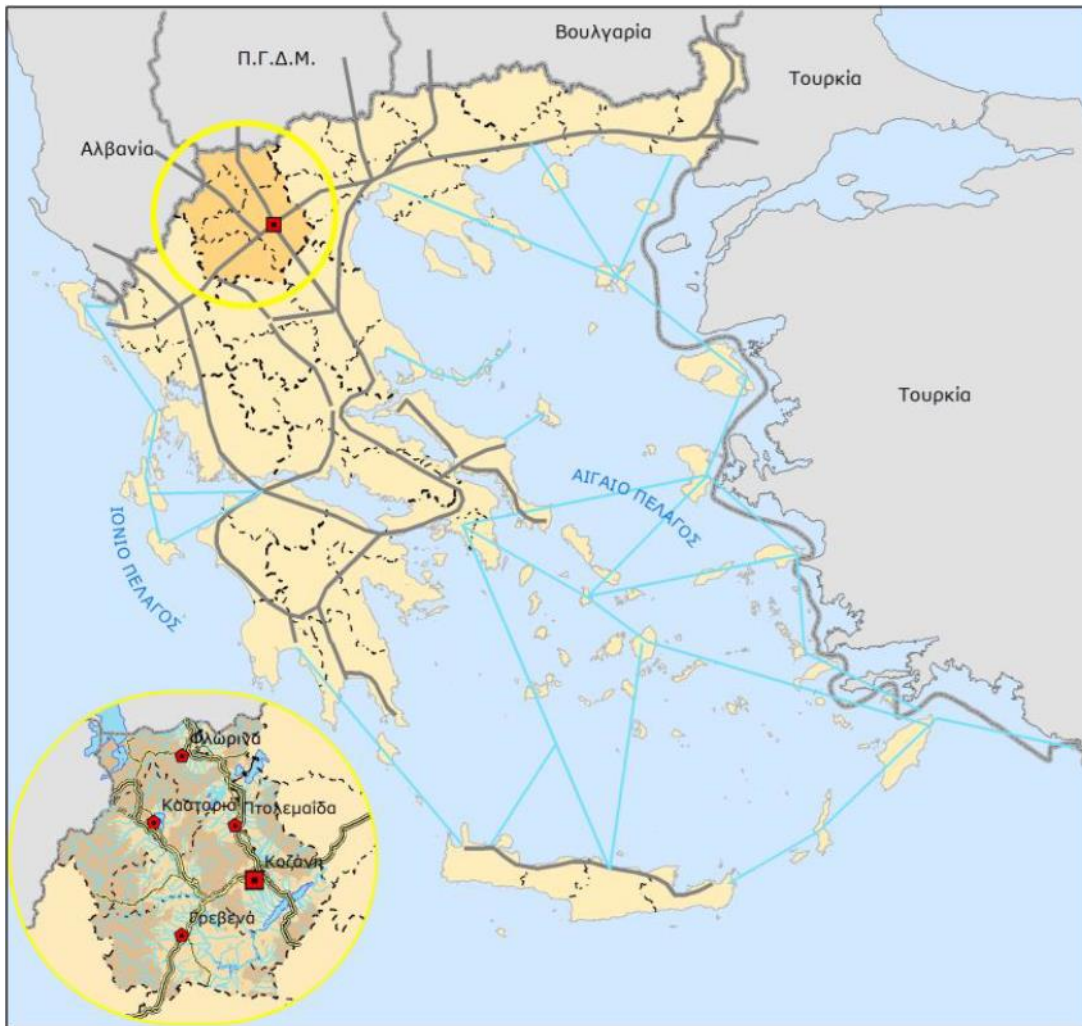 Βουλγαρία
Π.Γ.Δ.Μ.
Τουρκία
Αλβανία
Τουρκία
ΑΙΓΑΙΟ ΠΕΛΑΓΟΣ
ΙΟΝΙΟ ΠΕΛΑΓΟΣ
Φλώρινα
Καστοριά
Πτολεμαΐδα
Κοζάνη
Γρεβενά